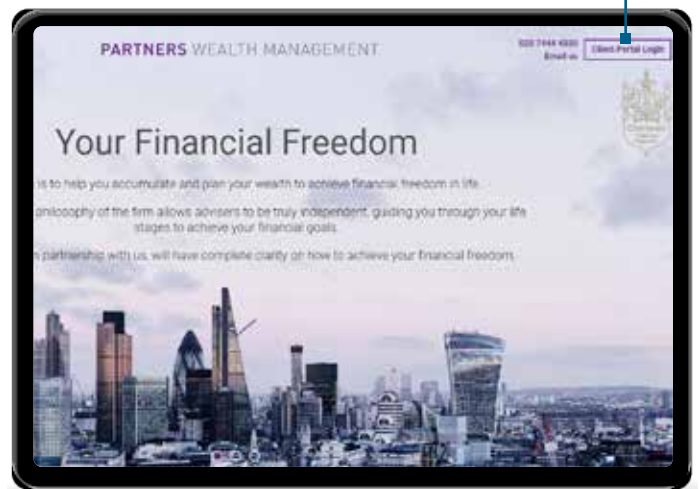 PARTNERS WEALTH MANAGEMENT
020 7444 4030
Email us
Client Portal Login
Chartered
Your Financial Freedom
is to help you accumulate and plan your wealth to achieve financial freedom in life.
philosophy of the firm allows advisers to be truly independent, guiding you through your life
stages to achieve your financial goals.
partnership with us, will have complete clarity on how to achieve your financial freedom.